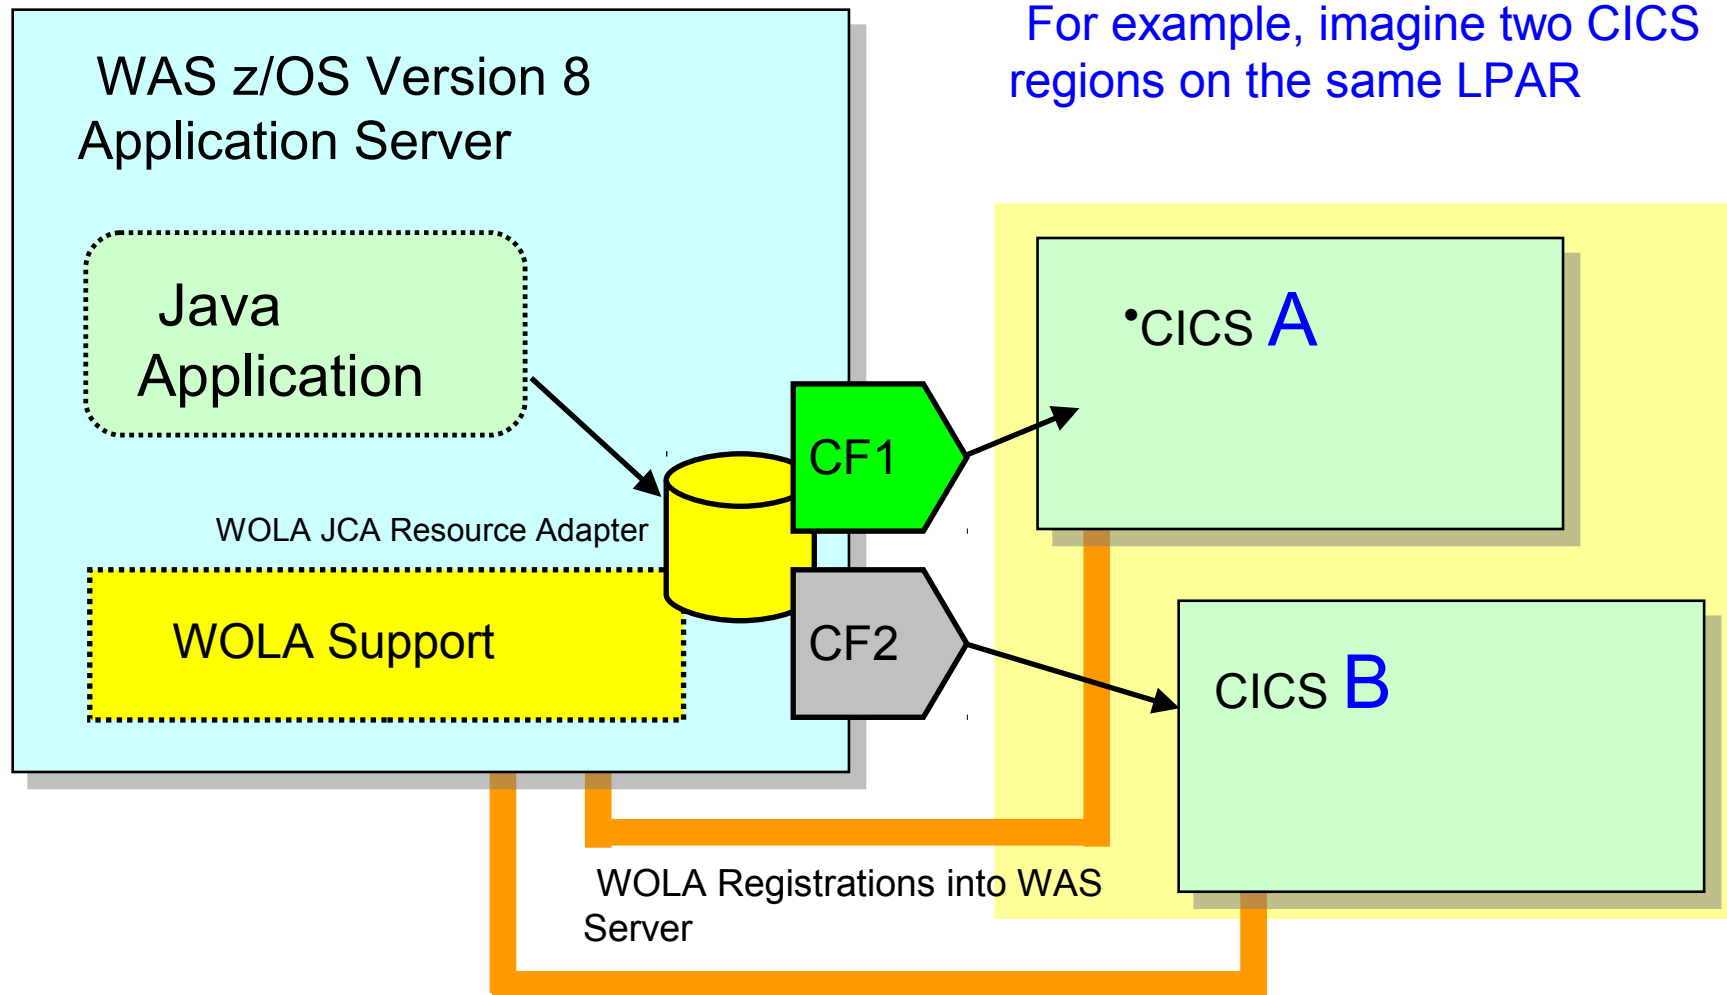 For example, imagine two CICS
regions on the same LPAR
WAS z/OS Version 8
Application Server
Java
Application
•CICS A
CF1
WOLA JCA Resource Adapter
WOLA Support
CF2
CICS B
WOLA Registrations into WAS
Server